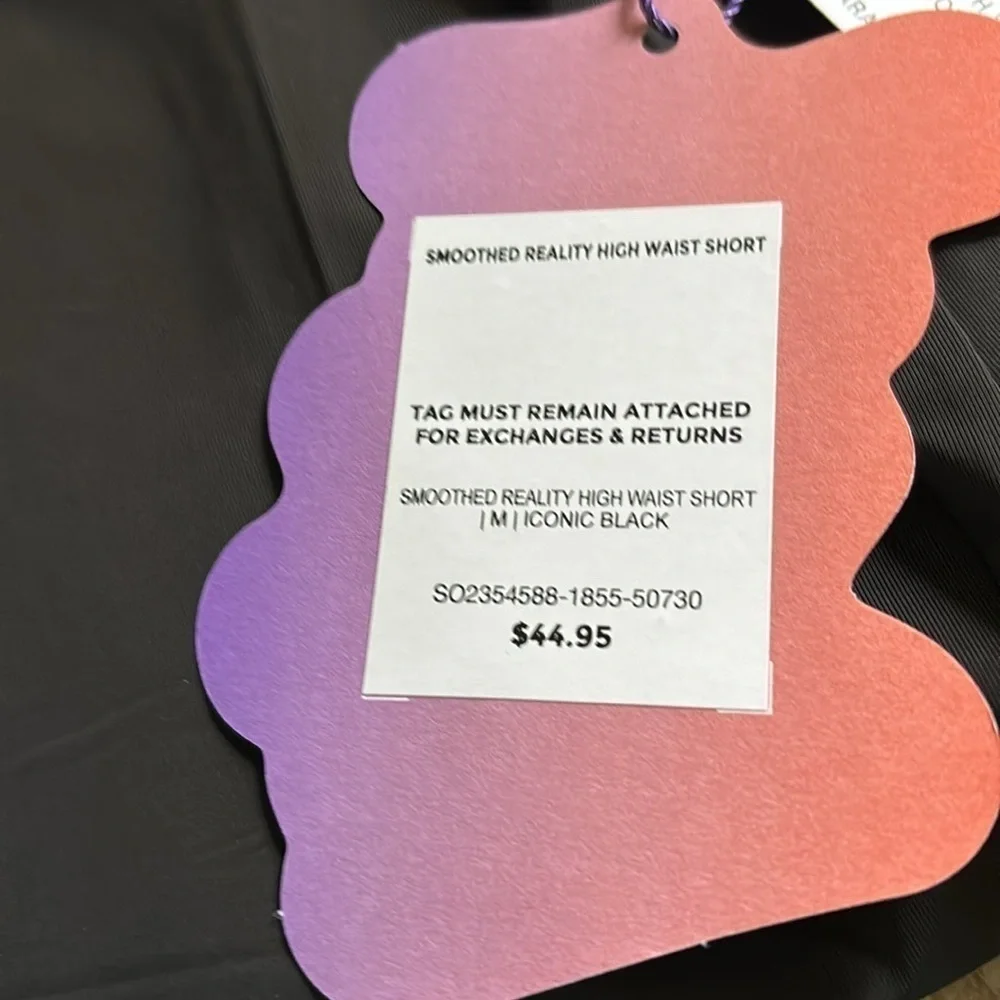 SMOOTHED REALITY HIGH WAIST SHORT
TAG MUST REMAIN ATTACHED
FOR EXCHANGES & RETURNS
SMOOTHED REALITY HIGH WAIST SHORT
| M | ICONIC BLACK
SO2354588-1855-50730
$44.95